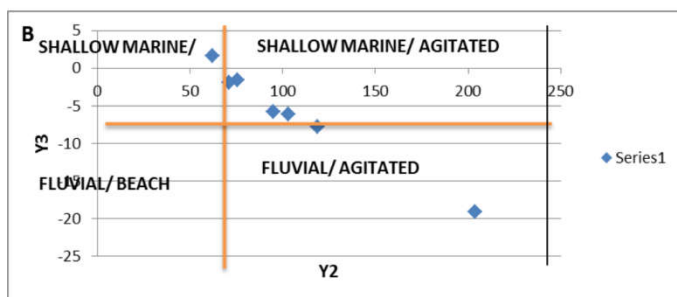 B
5
SHALLOW MARINE/
SHALLOW MARINE/ AGITATED
0
0 50 100 150 200 250
-5
Y3
-10
FLUVIAL/ AGITATED
Series1
-15
FLUVIAL/ BEACH
-20
-25
Y2